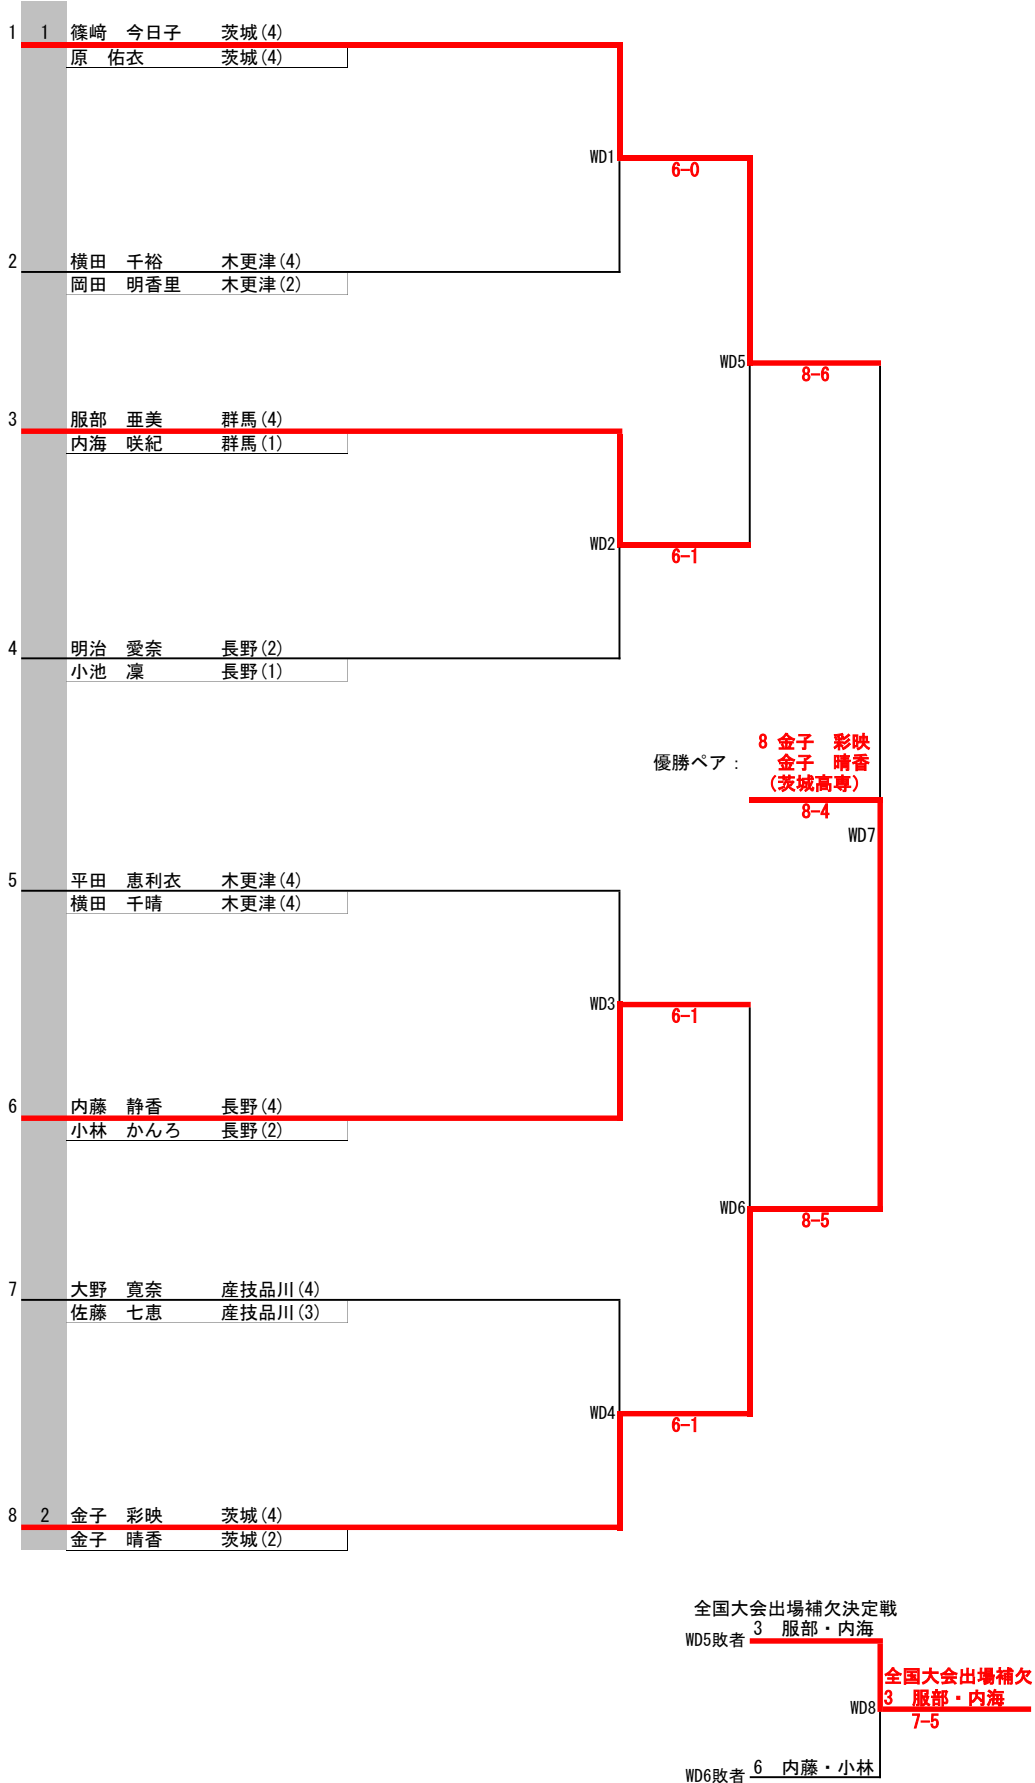 1 1 篠﨑 今日子 茨城(4)
原 佑衣 茨城(4)
WD1
6-0
2 横田 千裕 木更津(4)
岡田 明香里 木更津(2)
WD5
8-6
3 服部 亜美 群馬(4)
内海 咲紀 群馬(1)
WD2
6-1
4 明治 愛奈 長野(2)
小池 凜 長野(1)
優勝ペア：
8 金子 彩映
金子 晴香
(茨城高専)
8-4
WD7
5 平田 恵利衣 木更津(4)
横田 千晴 木更津(4)
WD3
6-1
6 内藤 静香 長野(4)
小林 かんろ 長野(2)
WD6
8-5
7 大野 寛奈 産技品川(4)
佐藤 七恵 産技品川(3)
WD4
6-1
8 2 金子 彩映 茨城(4)
金子 晴香 茨城(2)
全国大会出場補欠決定戦
WD5敗者 3 服部・内海
全国大会出場補欠
3 服部・内海
WD8
7-5
WD6敗者 6 内藤・小林